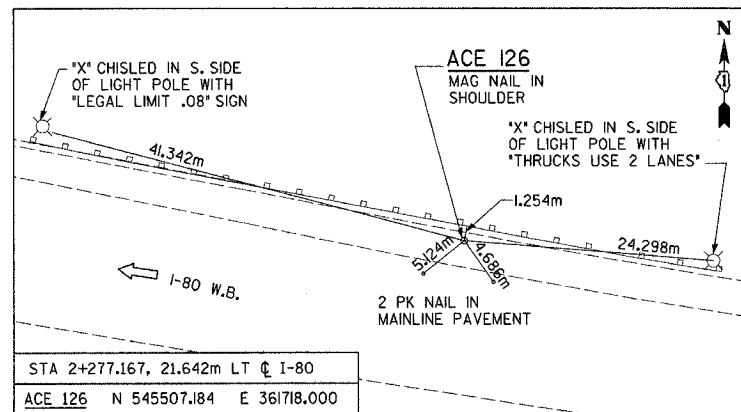 "X" CHISLED IN S. SIDE
OF LIGHT POLE WITH
"LEGAL LIMIT .08" SIGN
ACE 126
MAG NAIL IN
SHOULDER
N
1
"X" CHISLED IN S. SIDE
OF LIGHT POLE WITH
"THRUCKS USE 2 LANES"
41.342m
1.254m
24.298m
5.124m
4.686m
I-80 W.B.
2 PK NAIL IN
MAINLINE PAVEMENT
STA 2+277.167, 21.642m LT ℄ I-80
ACE 126 N 545507.184 E 361718.000